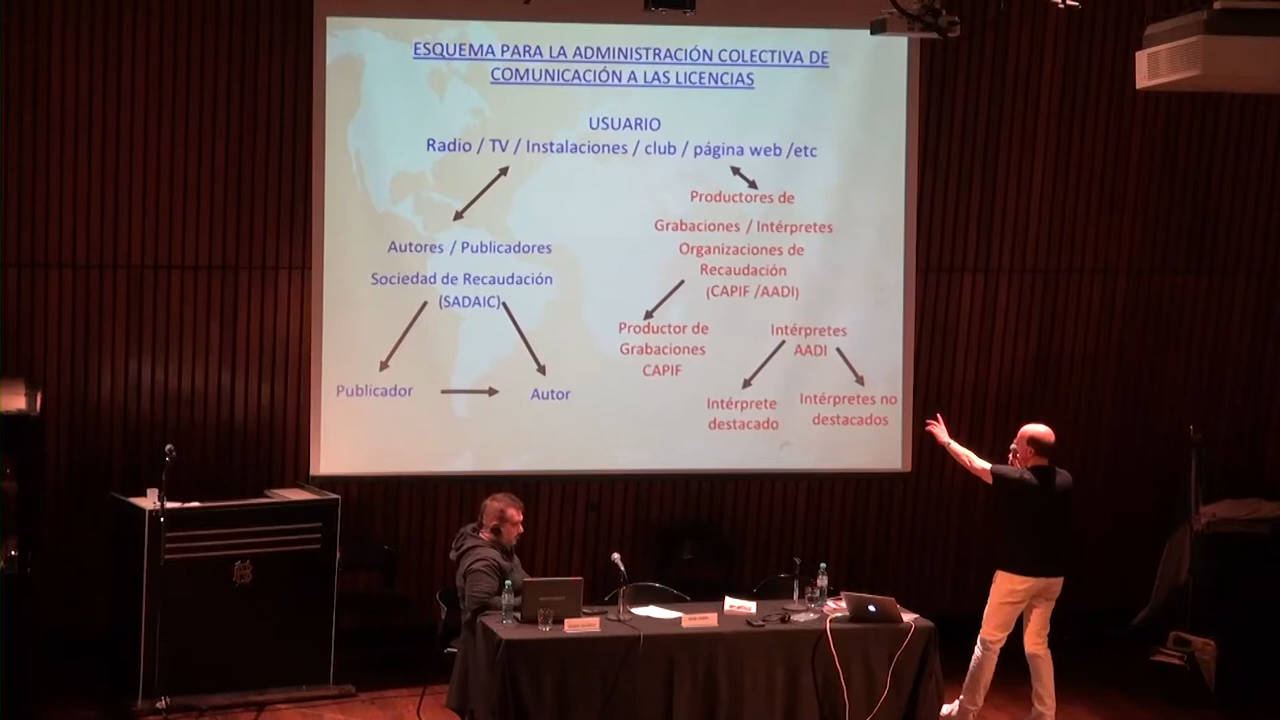 ESQUEMA PARA LA ADMINISTRACIÓN COLECTIVA DE
COMUNICACIÓN A LAS LICENCIAS
USUARIO
Radio / TV / Instalaciones / club / página web /etc
Autores / Publicadores
Sociedad de Recaudación
(SADAIC)
Publicador
Autor
Productores de
Grabaciones / Intérpretes
Organizaciones de
Recaudación
(CAPIF /AADI)
Productor de
Grabaciones
CAPIF
Intérpretes
AADI
Intérprete
destacado
Intérpretes no
destacados